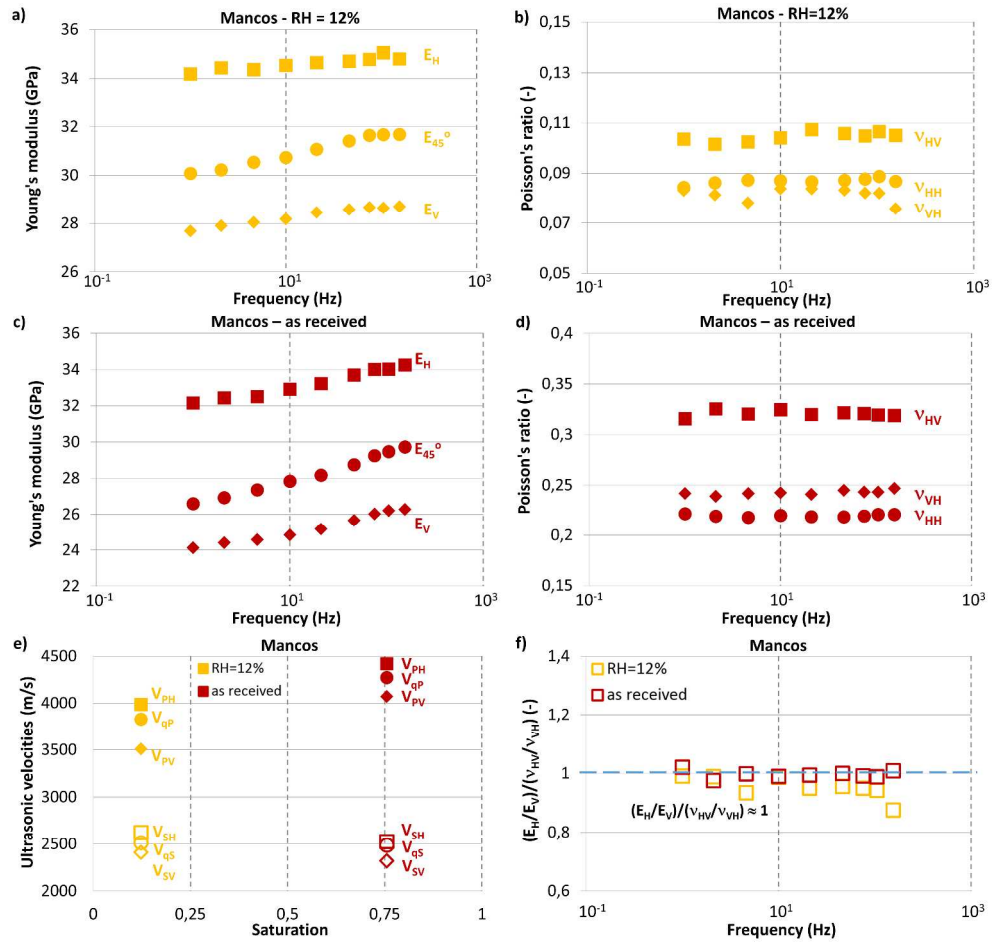 a)
Mancos - RH = 12%
Young's modulus (GPa)
36
34
32
30
28
26
E_H
E_45°
E_V
10^-1
10^1
10^3
Frequency (Hz)
b)
Mancos - RH=12%
Poisson's ratio (-)
0,15
0,13
0,11
0,09
0,07
0,05
ν_HV
ν_HH
ν_VH
10^-1
10^1
10^3
Frequency (Hz)
c)
Mancos – as received
Young's modulus (GPa)
36
34
32
30
28
26
24
22
E_H
E_45°
E_V
10^-1
10^1
10^3
Frequency (Hz)
d)
Mancos – as received
Poisson's ratio (-)
0,4
0,35
0,3
0,25
0,2
0,15
ν_HV
ν_VH
ν_HH
10^-1
10^1
10^3
Frequency (Hz)
e)
Mancos
Ultrasonic velocities (m/s)
4500
4000
3500
3000
2500
2000
RH=12%
as received
V_PH
V_qP
V_PV
V_SH
V_qS
V_SV
V_PH
V_qP
V_PV
V_SH
V_qS
V_SV
0
0,25
0,5
0,75
1
Saturation
f)
Mancos
(E_H/E_V)/(ν_HV/ν_VH) (-)
1,4
1,2
1
0,8
0,6
RH=12%
as received
(E_H/E_V)/(ν_HV/ν_VH) ≈ 1
10^-1
10^1
10^3
Frequency (Hz)